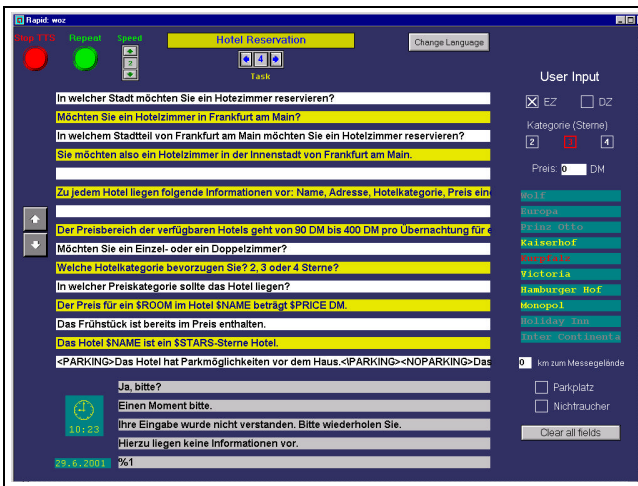 Rapid: woz
Stop TTS
Repeat
Speed
2
Hotel Reservation
4
Task
Change Language
In welcher Stadt möchten Sie ein Hotezimmer reservieren?
Möchten Sie ein Hotelzimmer in Frankfurt am Main?
In welchem Stadtteil von Frankfurt am Main möchten Sie ein Hotelzimmer reservieren?
Sie möchten also ein Hotelzimmer in der Innenstadt von Frankfurt am Main.
Zu jedem Hotel liegen folgende Informationen vor: Name, Adresse, Hotelkategorie, Preis eine
Der Preisbereich der verfügbaren Hotels geht von 90 DM bis 400 DM pro Übernachtung für e
Möchten Sie ein Einzel- oder ein Doppelzimmer?
Welche Hotelkategorie bevorzugen Sie? 2, 3 oder 4 Sterne?
In welcher Preiskategorie sollte das Hotel liegen?
Der Preis für ein $ROOM im Hotel $NAME beträgt $PRICE DM.
Das Frühstück ist bereits im Preis enthalten.
Das Hotel $NAME ist ein $STARS-Sterne Hotel.
<PARKING>Das Hotel hat Parkmöglichkeiten vor dem Haus.<\PARKING><NOPARKING>Das
Ja, bitte?
Einen Moment bitte.
Ihre Eingabe wurde nicht verstanden. Bitte wiederholen Sie.
Hierzu liegen keine Informationen vor.
%1
10:23
29.6.2001
User Input
EZ
DZ
Kategorie (Sterne)
2 3 4
Preis: 0 DM
Wolf
Europa
Prinz Otto
Kaiserhof
Victoria
Hamburger Hof
Monopol
Holiday Inn
Inter Continenta
0 km zum Messegelände
Parkplatz
Nichtraucher
Clear all fields